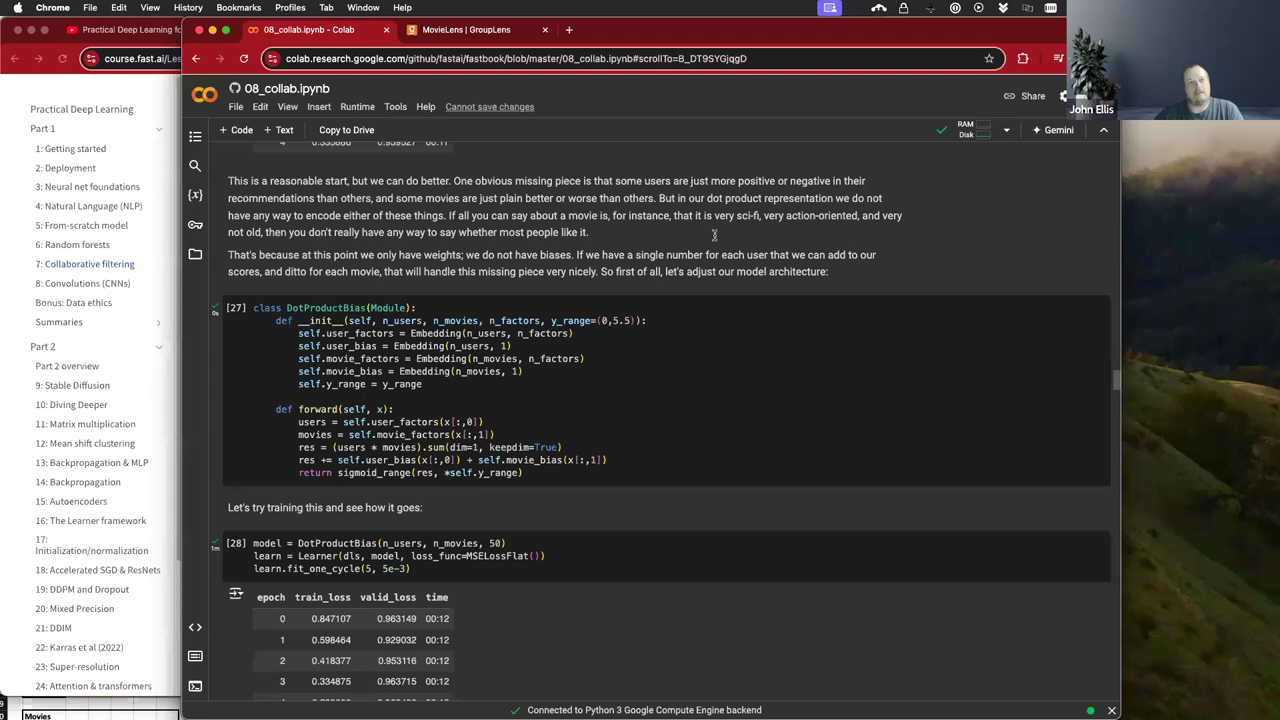 Chrome File Edit View History Bookmarks Profiles Tab Window Help
Practical Deep Learning fo
course.fast.ai/Les
08_collab.ipynb - Colab
MovieLens | GroupLens
colab.research.google.com/github/fastai/fastbook/blob/master/08_collab.ipynb#scrollTo=B_DT9SYGjqgD
John Ellis
08_collab.ipynb
File Edit View Insert Runtime Tools Help Cannot save changes
Share
+ Code + Text Copy to Drive
RAM
Disk
Gemini
Practical Deep Learning
Part 1
1: Getting started
2: Deployment
3: Neural net foundations
4: Natural Language (NLP)
5: From-scratch model
6: Random forests
7: Collaborative filtering
8: Convolutions (CNNs)
Bonus: Data ethics
Summaries
Part 2
Part 2 overview
9: Stable Diffusion
10: Diving Deeper
11: Matrix multiplication
12: Mean shift clustering
13: Backpropagation & MLP
14: Backpropagation
15: Autoencoders
16: The Learner framework
17:
Initialization/normalization
18: Accelerated SGD & ResNets
19: DDPM and Dropout
20: Mixed Precision
21: DDIM
22: Karras et al (2022)
23: Super-resolution
24: Attention & transformers
Movies
This is a reasonable start, but we can do better. One obvious missing piece is that some users are just more positive or negative in their
recommendations than others, and some movies are just plain better or worse than others. But in our dot product representation we do not
have any way to encode either of these things. If all you can say about a movie is, for instance, that it is very sci-fi, very action-oriented, and very
not old, then you don't really have any way to say whether most people like it.
That's because at this point we only have weights; we do not have biases. If we have a single number for each user that we can add to our
scores, and ditto for each movie, that will handle this missing piece very nicely. So first of all, let's adjust our model architecture:
[27] class DotProductBias(Module):
def __init__(self, n_users, n_movies, n_factors, y_range=(0,5.5)):
self.user_factors = Embedding(n_users, n_factors)
self.user_bias = Embedding(n_users, 1)
self.movie_factors = Embedding(n_movies, n_factors)
self.movie_bias = Embedding(n_movies, 1)
self.y_range = y_range
def forward(self, x):
users = self.user_factors(x[:,0])
movies = self.movie_factors(x[:,1])
res = (users * movies).sum(dim=1, keepdim=True)
res += self.user_bias(x[:,0]) + self.movie_bias(x[:,1])
return sigmoid_range(res, *self.y_range)
0s
Let's try training this and see how it goes:
[28] model = DotProductBias(n_users, n_movies, 50)
learn = Learner(dls, model, loss_func=MSELossFlat())
learn.fit_one_cycle(5, 5e-3)
1m
epoch train_loss valid_loss time
0 0.847107 0.963149 00:12
1 0.598464 0.929032 00:12
2 0.418377 0.953116 00:12
3 0.334875 0.963715 00:12
Connected to Python 3 Google Compute Engine backend